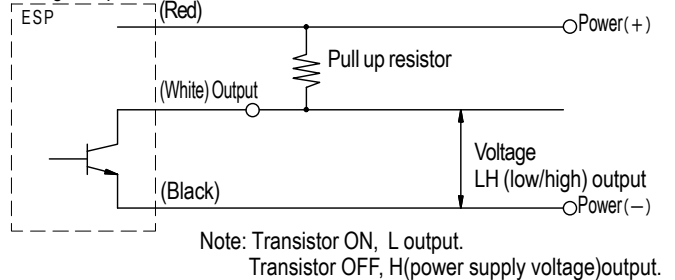 ESP
(Red)
Power(+)
Pull up resistor
(White) Output
Voltage
LH (low/high) output
(Black)
Power(−)
Note: Transistor ON, L output.
Transistor OFF, H(power supply voltage)output.